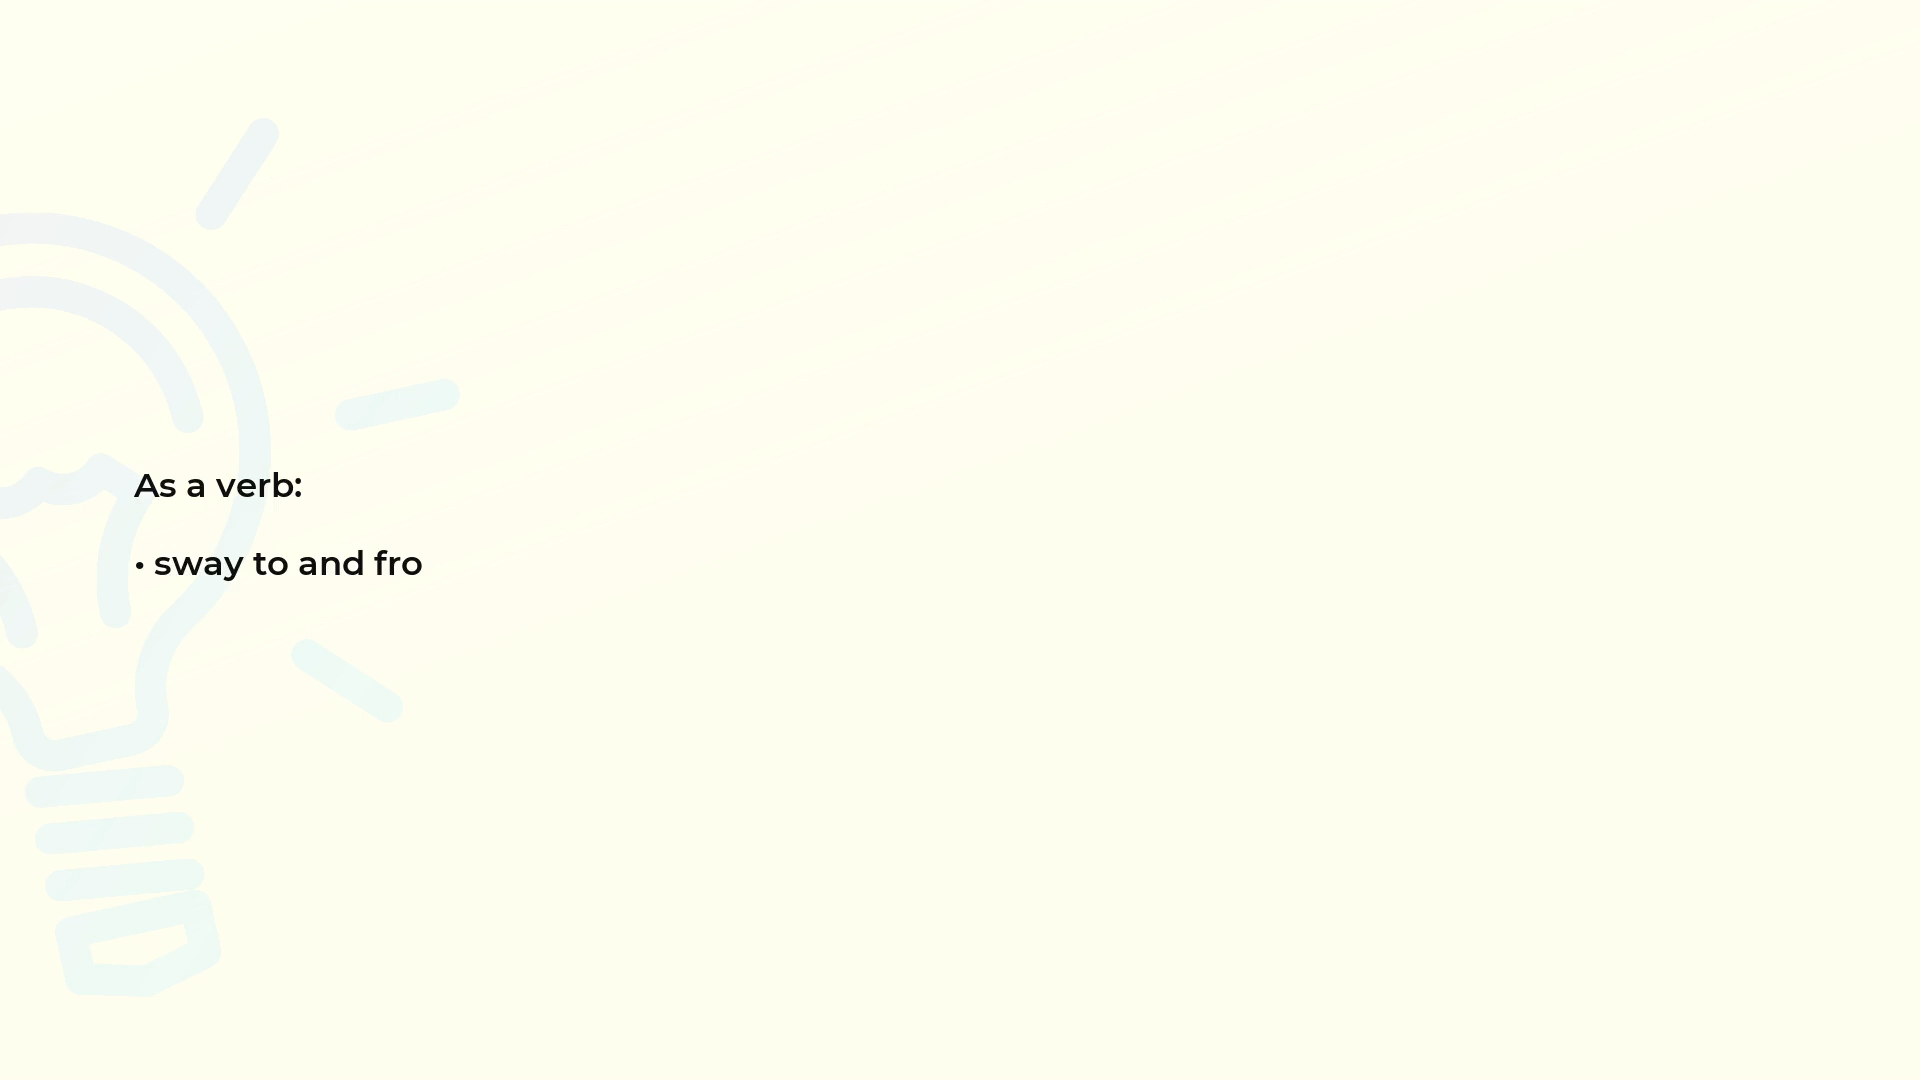 As a verb:
• sway to and fro